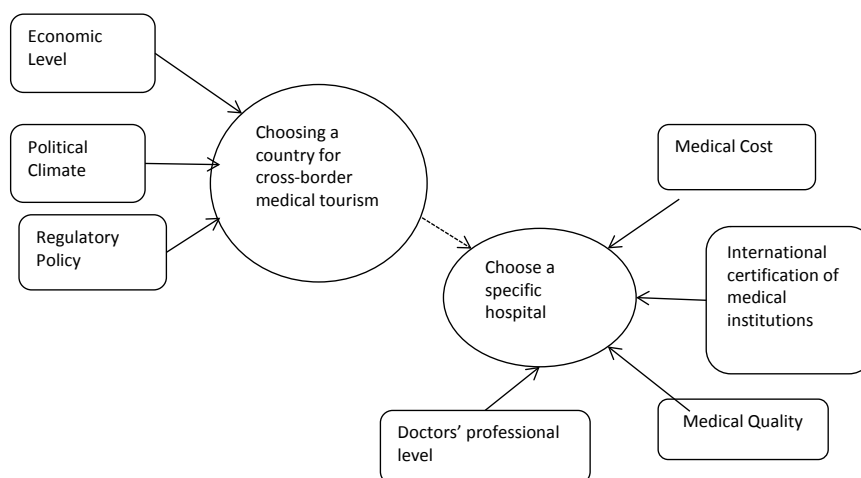 Economic
Level
Political
Climate
Regulatory
Policy
Choosing a
country for
cross-border
medical tourism
Medical Cost
International
certification of
medical
institutions
Choose a
specific
hospital
Doctors’ professional
level
Medical Quality